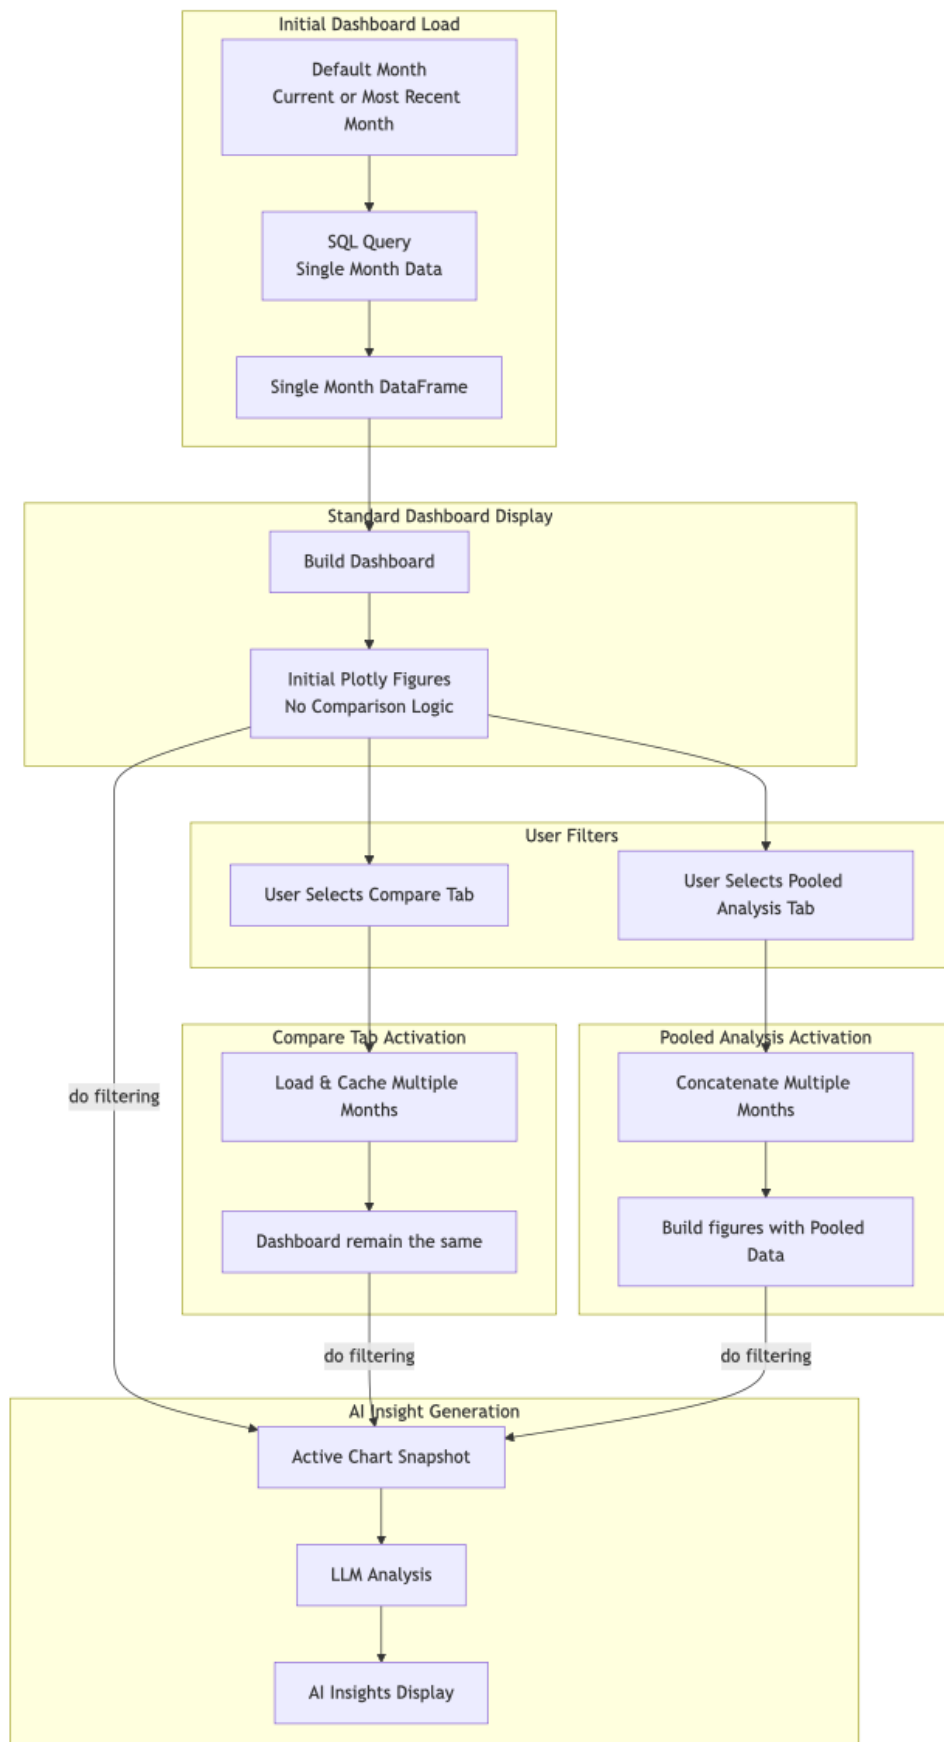 Initial Dashboard Load
Default Month
Current or Most Recent
Month
SQL Query
Single Month Data
Single Month DataFrame
Standard Dashboard Display
Build Dashboard
Initial Plotly Figures
No Comparison Logic
User Filters
User Selects Compare Tab
User Selects Pooled
Analysis Tab
Compare Tab Activation
Load & Cache Multiple
Months
Dashboard remain the same
Pooled Analysis Activation
Concatenate Multiple
Months
Build figures with Pooled
Data
do filtering
do filtering
do filtering
AI Insight Generation
Active Chart Snapshot
LLM Analysis
AI Insights Display